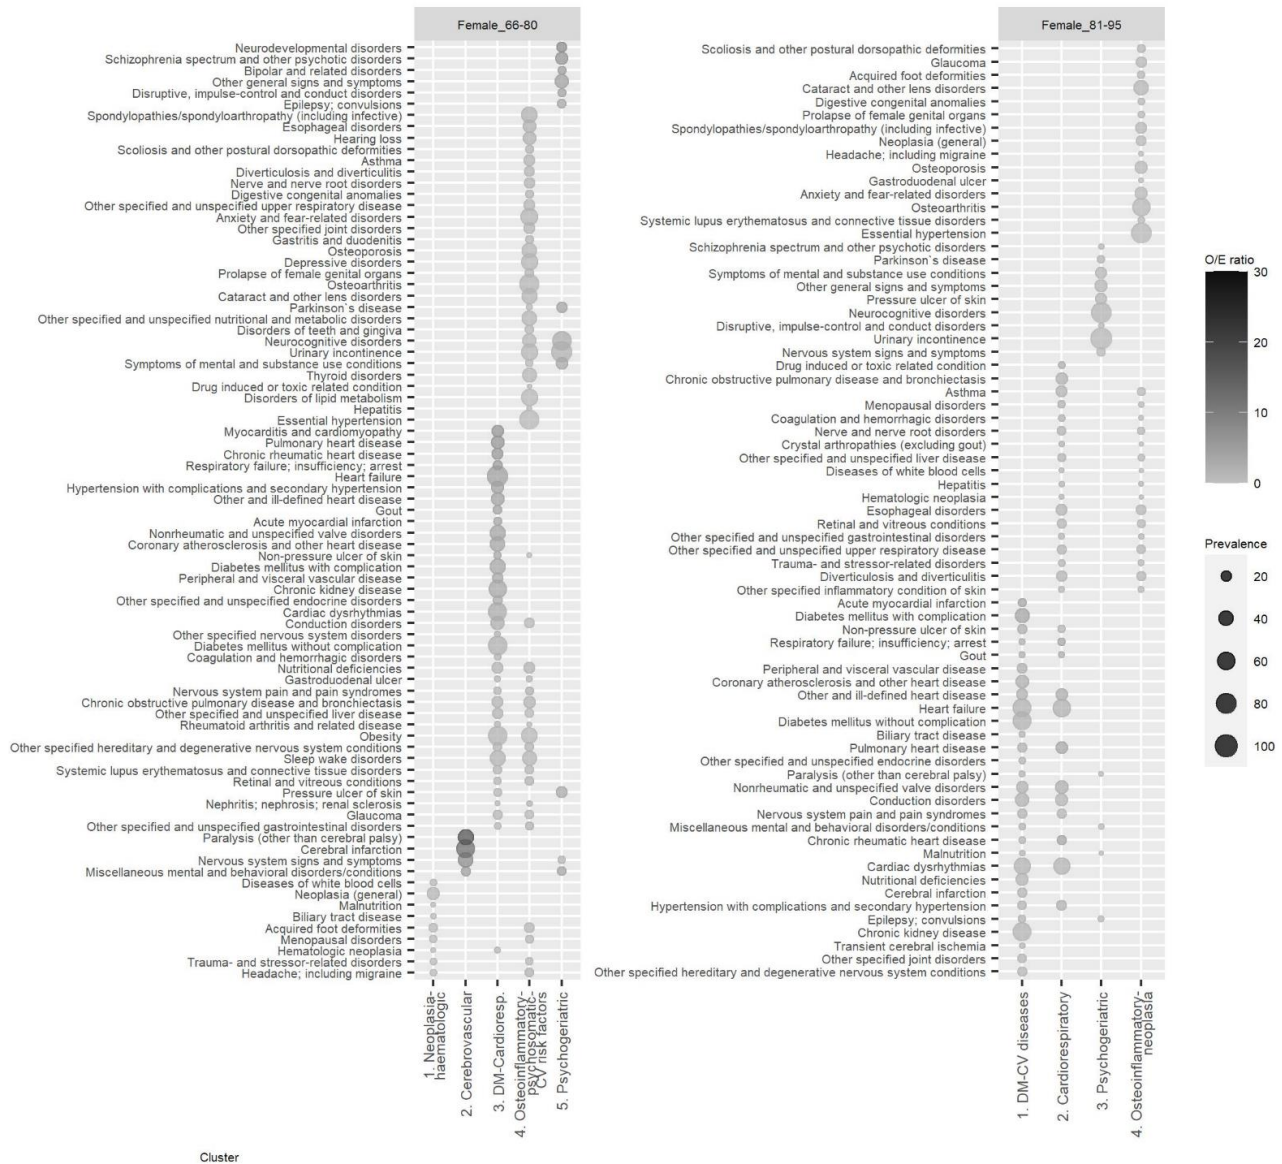 Female_66-80
Neurodevelopmental disorders
Schizophrenia spectrum and other psychotic disorders
Bipolar and related disorders
Other general signs and symptoms
Disruptive, impulse-control and conduct disorders
Epilepsy; convulsions
Spondylopathies/spondyloarthropathy (including infective)
Esophageal disorders
Hearing loss
Scoliosis and other postural dorsopathic deformities
Asthma
Diverticulosis and diverticulitis
Nerve and nerve root disorders
Digestive congenital anomalies
Other specified and unspecified upper respiratory disease
Anxiety and fear-related disorders
Other specified joint disorders
Gastritis and duodenitis
Osteoporosis
Depressive disorders
Prolapse of female genital organs
Osteoarthritis
Cataract and other lens disorders
Parkinson`s disease
Other specified and unspecified nutritional and metabolic disorders
Disorders of teeth and gingiva
Neurocognitive disorders
Urinary incontinence
Symptoms of mental and substance use conditions
Thyroid disorders
Drug induced or toxic related condition
Disorders of lipid metabolism
Hepatitis
Essential hypertension
Myocarditis and cardiomyopathy
Pulmonary heart disease
Chronic rheumatic heart disease
Respiratory failure; insufficiency; arrest
Heart failure
Hypertension with complications and secondary hypertension
Other and ill-defined heart disease
Gout
Acute myocardial infarction
Nonrheumatic and unspecified valve disorders
Coronary atherosclerosis and other heart disease
Non-pressure ulcer of skin
Diabetes mellitus with complication
Peripheral and visceral vascular disease
Chronic kidney disease
Other specified and unspecified endocrine disorders
Cardiac dysrhythmias
Conduction disorders
Other specified nervous system disorders
Diabetes mellitus without complication
Coagulation and hemorrhagic disorders
Nutritional deficiencies
Gastroduodenal ulcer
Nervous system pain and pain syndromes
Chronic obstructive pulmonary disease and bronchiectasis
Other specified and unspecified liver disease
Rheumatoid arthritis and related disease
Obesity
Other specified hereditary and degenerative nervous system conditions
Sleep wake disorders
Systemic lupus erythematosus and connective tissue disorders
Retinal and vitreous conditions
Pressure ulcer of skin
Nephritis; nephrosis; renal sclerosis
Glaucoma
Other specified and unspecified gastrointestinal disorders
Paralysis (other than cerebral palsy)
Cerebral infarction
Nervous system signs and symptoms
Miscellaneous mental and behavioral disorders/conditions
Diseases of white blood cells
Neoplasia (general)
Malnutrition
Biliary tract disease
Acquired foot deformities
Menopausal disorders
Hematologic neoplasia
Trauma- and stressor-related disorders
Headache; including migraine
1. Neoplasia-
haematologic
2. Cerebrovascular
3. DM-Cardioresp.
4. Osteoinflammatory-
psychosomatic-
CV risk factors
5. Psychogeriatric
Cluster
Female_81-95
Scoliosis and other postural dorsopathic deformities
Glaucoma
Acquired foot deformities
Cataract and other lens disorders
Digestive congenital anomalies
Prolapse of female genital organs
Spondylopathies/spondyloarthropathy (including infective)
Neoplasia (general)
Headache; including migraine
Osteoporosis
Gastroduodenal ulcer
Anxiety and fear-related disorders
Osteoarthritis
Systemic lupus erythematosus and connective tissue disorders
Essential hypertension
Schizophrenia spectrum and other psychotic disorders
Parkinson`s disease
Symptoms of mental and substance use conditions
Other general signs and symptoms
Pressure ulcer of skin
Neurocognitive disorders
Disruptive, impulse-control and conduct disorders
Urinary incontinence
Nervous system signs and symptoms
Drug induced or toxic related condition
Chronic obstructive pulmonary disease and bronchiectasis
Asthma
Menopausal disorders
Coagulation and hemorrhagic disorders
Nerve and nerve root disorders
Crystal arthropathies (excluding gout)
Other specified and unspecified liver disease
Diseases of white blood cells
Hepatitis
Hematologic neoplasia
Esophageal disorders
Retinal and vitreous conditions
Other specified and unspecified gastrointestinal disorders
Other specified and unspecified upper respiratory disease
Trauma- and stressor-related disorders
Diverticulosis and diverticulitis
Other specified inflammatory condition of skin
Acute myocardial infarction
Diabetes mellitus with complication
Non-pressure ulcer of skin
Respiratory failure; insufficiency; arrest
Gout
Peripheral and visceral vascular disease
Coronary atherosclerosis and other heart disease
Other and ill-defined heart disease
Heart failure
Diabetes mellitus without complication
Biliary tract disease
Pulmonary heart disease
Other specified and unspecified endocrine disorders
Paralysis (other than cerebral palsy)
Nonrheumatic and unspecified valve disorders
Conduction disorders
Nervous system pain and pain syndromes
Miscellaneous mental and behavioral disorders/conditions
Chronic rheumatic heart disease
Malnutrition
Cardiac dysrhythmias
Nutritional deficiencies
Cerebral infarction
Hypertension with complications and secondary hypertension
Epilepsy; convulsions
Chronic kidney disease
Transient cerebral ischemia
Other specified joint disorders
Other specified hereditary and degenerative nervous system conditions
1. DM-CV diseases
2. Cardiorespiratory
3. Psychogeriatric
4. Osteoinflammatory-
neoplasia
O/E ratio
30
20
10
0
Prevalence
20
40
60
80
100